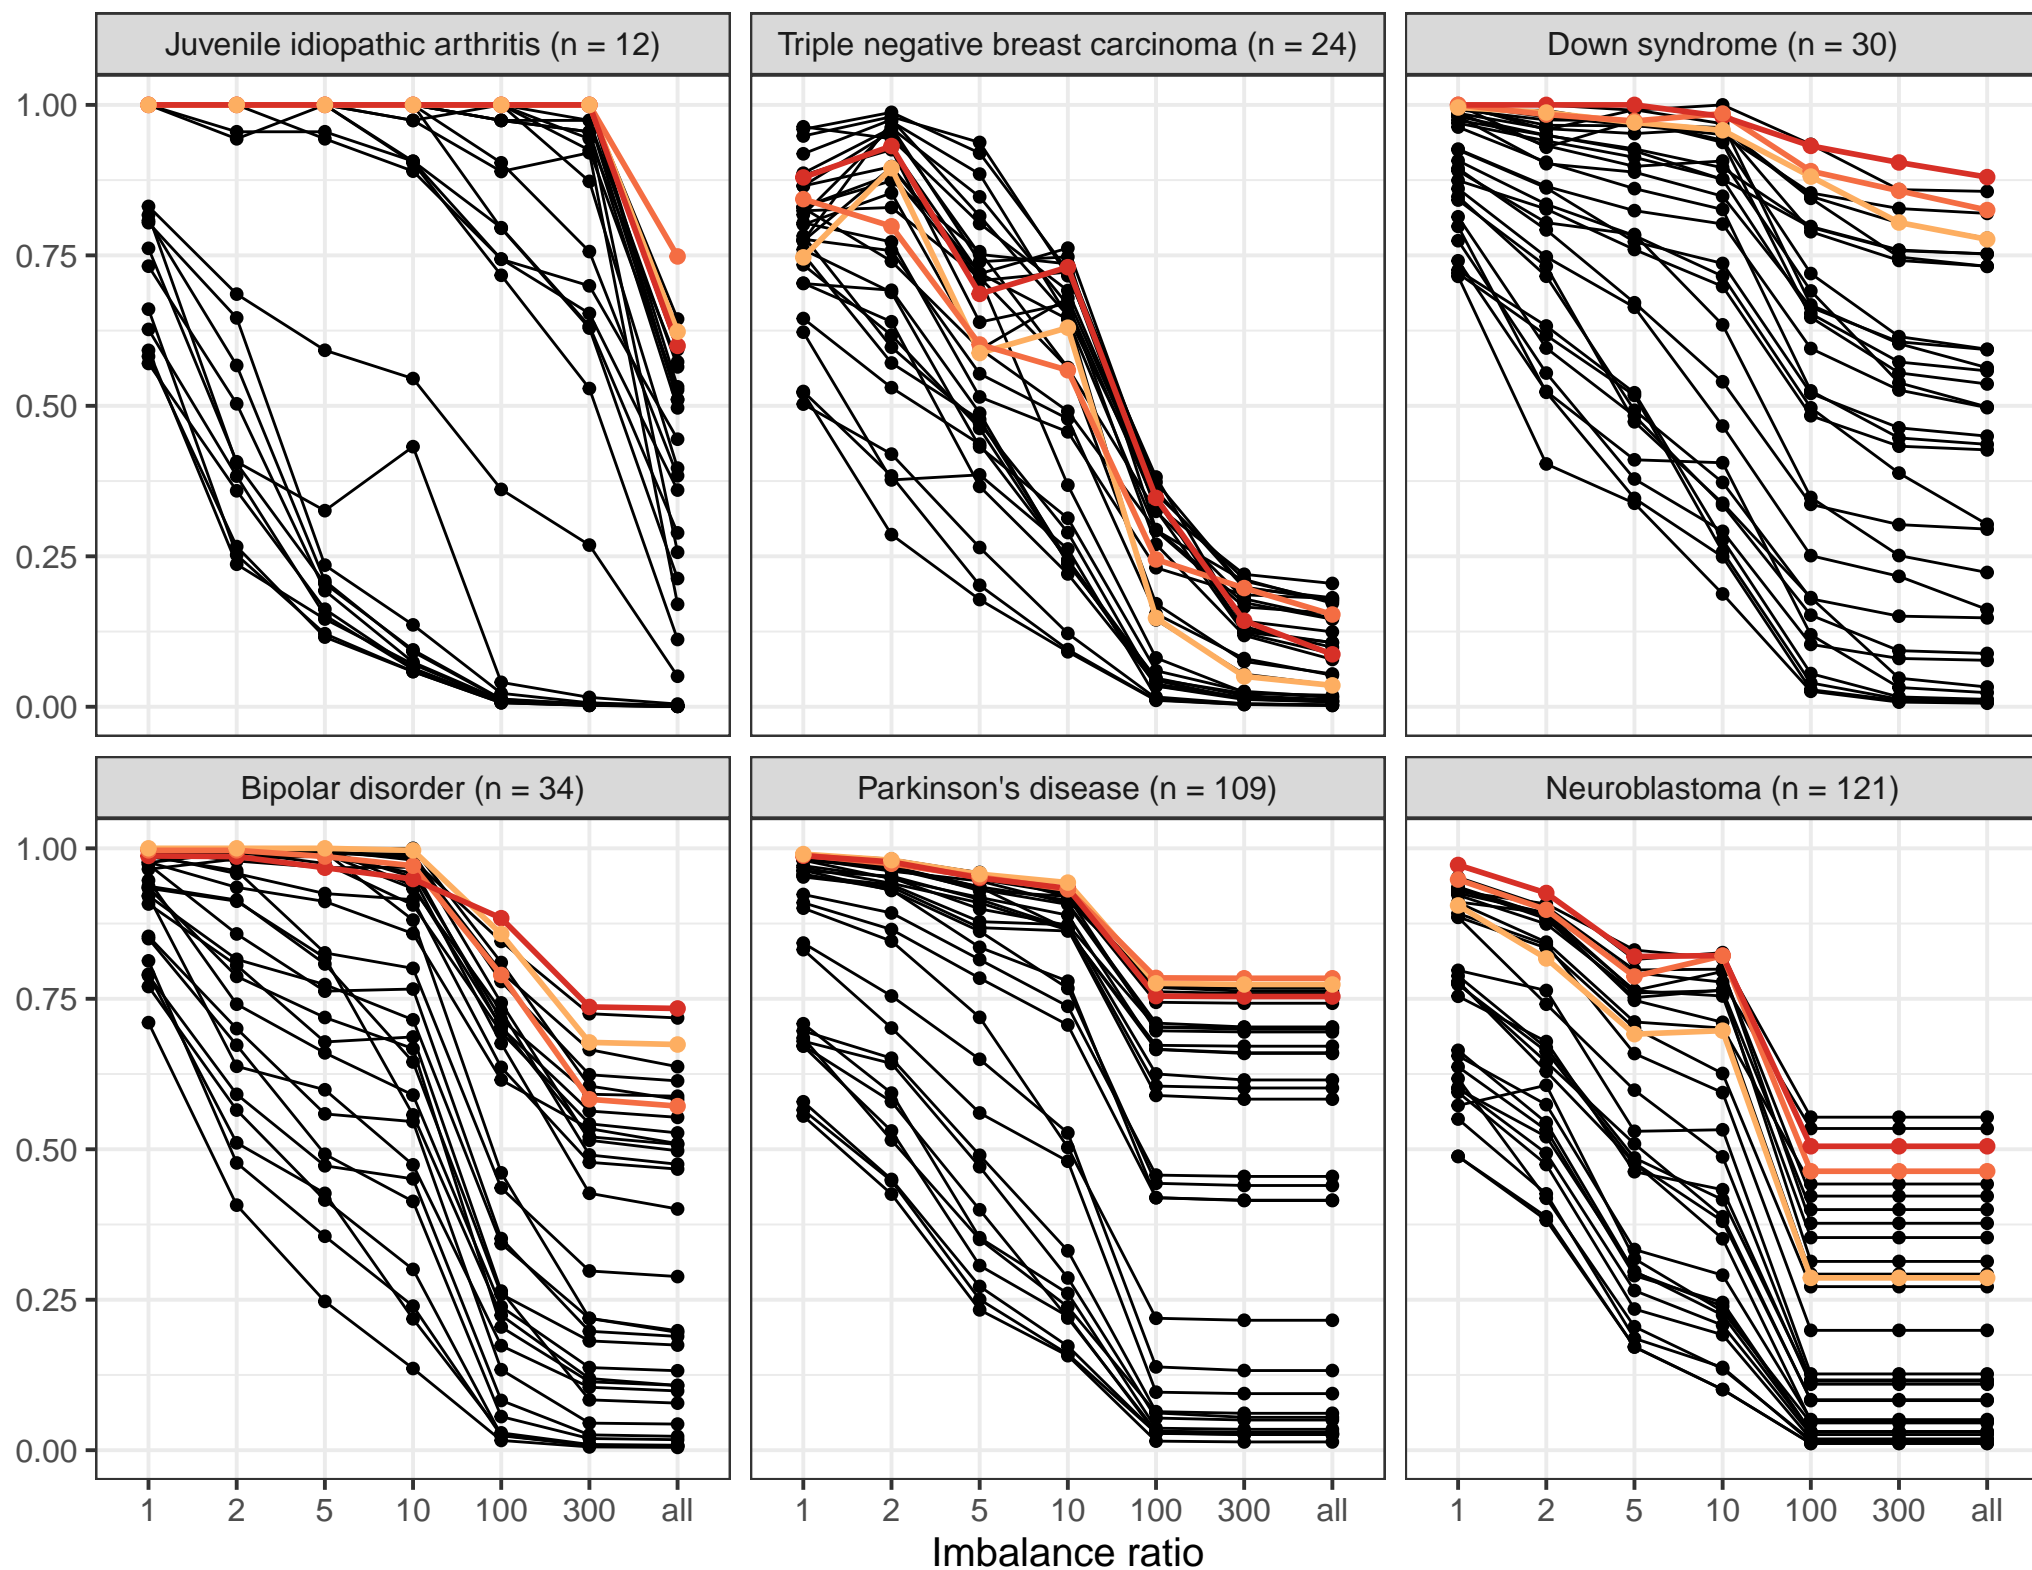 Juvenile idiopathic arthritis (n = 12)
Triple negative breast carcinoma (n = 24)
Down syndrome (n = 30)
1.00
0.75
0.50
0.25
0.00
Bipolar disorder (n = 34)
Parkinson's disease (n = 109)
Neuroblastoma (n = 121)
1.00
0.75
0.50
0.25
0.00
1 2 5 10 100 300 all
1 2 5 10 100 300 all
1 2 5 10 100 300 all
Imbalance ratio